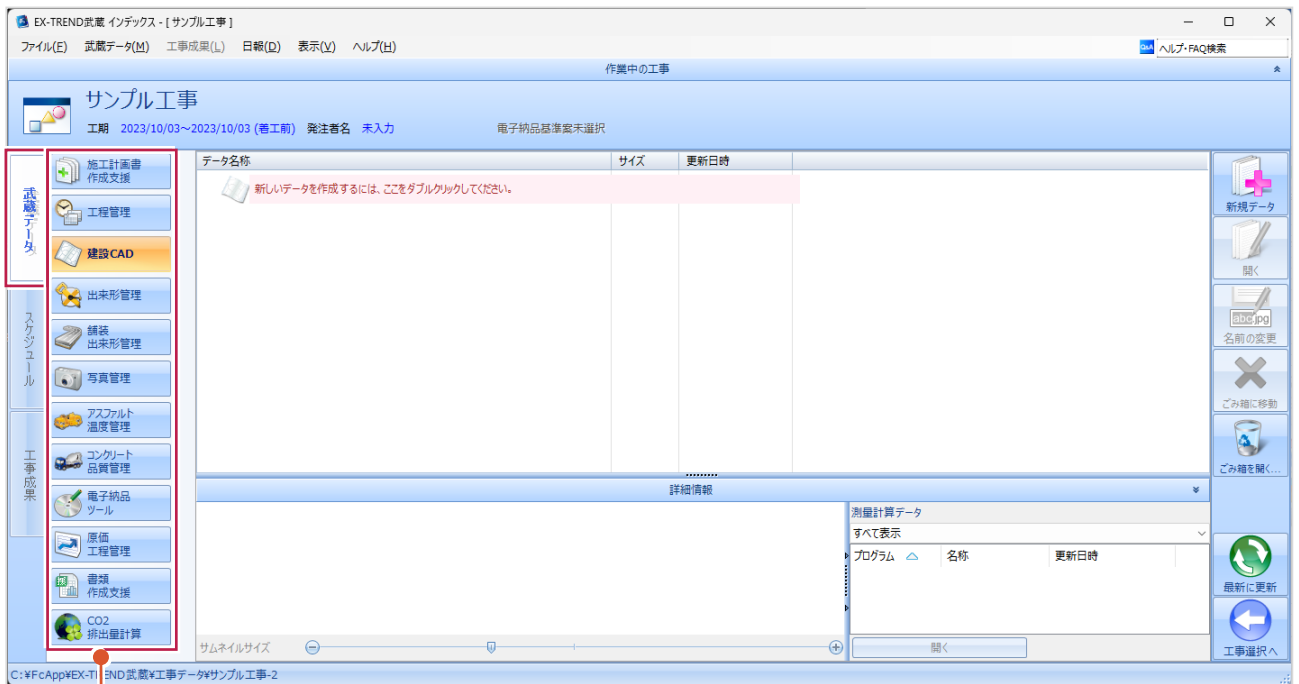 EX-TREND武蔵 インデックス - [ サンプル工事 ]
ファイル(F) 武蔵データ(M) 工事成果(L) 日報(D) 表示(V) ヘルプ(H)
Q&A ヘルプ・FAQ検索
作業中の工事
サンプル工事
工期 2023/10/03～2023/10/03 (着工前) 発注者名 未入力 電子納品基準案未選択
武蔵データ
スケジュール
工事成果
施工計画書
作成支援
工程管理
建設CAD
出来形管理
舗装
出来形管理
写真管理
アスファルト
温度管理
コンクリート
品質管理
電子納品
ツール
原価
工程管理
書類
作成支援
CO2
排出量計算
データ名称 サイズ 更新日時
新しいデータを作成するには、ここをダブルクリックしてください。
詳細情報
サムネイルサイズ
測量計算データ
すべて表示
プログラム 名称 更新日時
開く
新規データ
開く
abc.jpg
名前の変更
ごみ箱に移動
ごみ箱を開く...
最新に更新
工事選択へ
C:¥FcApp¥EX-TREND武蔵¥工事データ¥サンプル工事-2